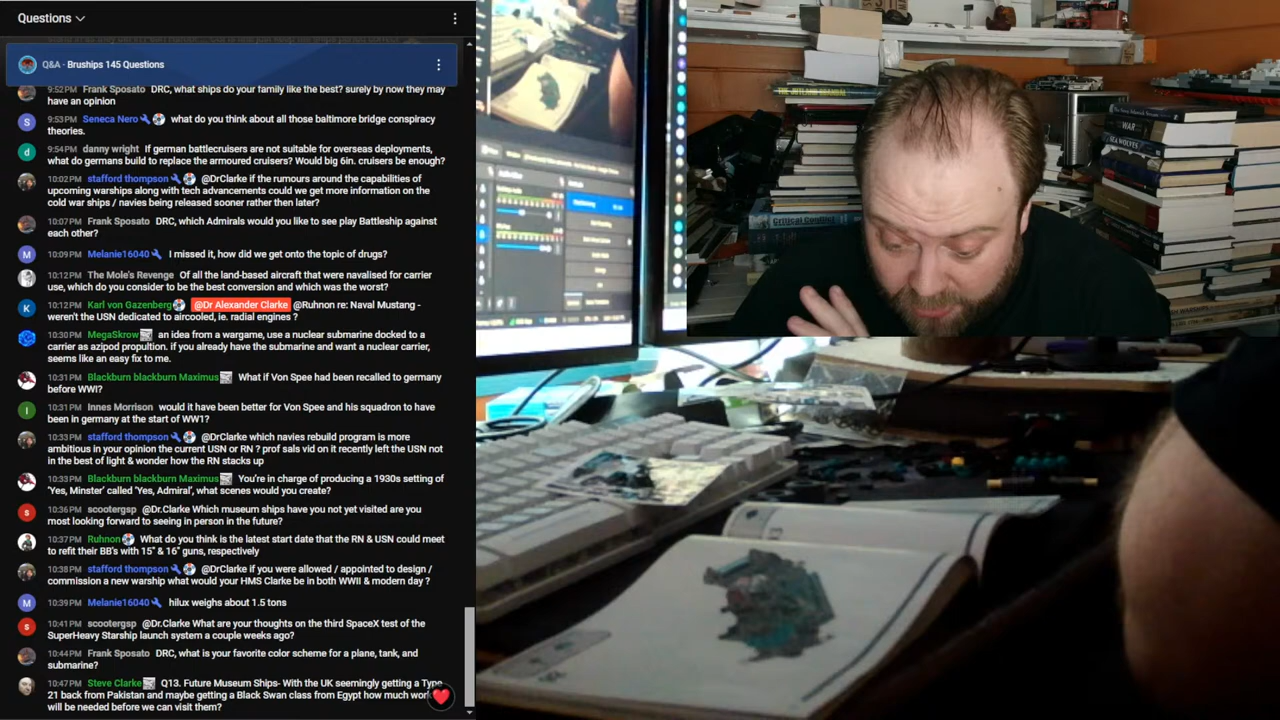 Questions
Q&A · Bruships 145 Questions
9:52 PM Frank Sposato DRC, what ships do your family like the best? surely by now they may
have an opinion
9:53 PM Seneca Nero what do you think about all those baltimore bridge conspiracy
theories.
9:54 PM danny wright If german battlecruisers are not suitable for overseas deployments,
what do germans build to replace the armoured cruisers? Would big 6in. cruisers be enough?
10:02 PM stafford thompson @DrClarke if the rumours around the capabilities of
upcoming warships along with tech advancements could we get more information on the
cold war ships / navies being released sooner rather then later?
10:07 PM Frank Sposato DRC, which Admirals would you like to see play Battleship against
each other?
10:09 PM Melanie16040 I missed it, how did we get onto the topic of drugs?
10:12 PM The Mole's Revenge Of all the land-based aircraft that were navalised for carrier
use, which do you consider to be the best conversion and which was the worst?
10:12 PM Karl von Gazenberg @Dr Alexander Clarke @Ruhnon re: Naval Mustang -
weren't the USN dedicated to aircooled, ie. radial engines ?
10:30 PM MegaSkrow an idea from a wargame, use a nuclear submarine docked to a
carrier as azipod propultion. if you already have the submarine and want a nuclear carrier,
seems like an easy fix to me.
10:31 PM Blackburn blackburn Maximus What if Von Spee had been recalled to germany
before WWI?
10:31 PM Innes Morrison would it have been better for Von Spee and his squadron to have
been in germany at the start of WW1?
10:33 PM stafford thompson @DrClarke which navies rebuild program is more
ambitious in your opinion the current USN or RN ? prof sals vid on it recently left the USN not
in the best of light & wonder how the RN stacks up
10:33 PM Blackburn blackburn Maximus You're in charge of producing a 1930s setting of
'Yes, Minster' called 'Yes, Admiral', what scenes would you create?
10:36 PM scootergsp @Dr.Clarke Which museum ships have you not yet visited are you
most looking forward to seeing in person in the future?
10:37 PM Ruhnon What do you think is the latest start date that the RN & USN could meet
to refit their BB's with 15" & 16" guns, respectively
10:38 PM stafford thompson @DrClarke if you were allowed / appointed to design /
commission a new warship what would your HMS Clarke be in both WWII & modern day ?
10:39 PM Melanie16040 hilux weighs about 1.5 tons
10:41 PM scootergsp @Dr.Clarke What are your thoughts on the third SpaceX test of the
SuperHeavy Starship launch system a couple weeks ago?
10:44 PM Frank Sposato DRC, what is your favorite color scheme for a plane, tank, and
submarine?
10:47 PM Steve Clarke Q13. Future Museum Ships- With the UK seemingly getting a Type
21 back from Pakistan and maybe getting a Black Swan class from Egypt how much work
will be needed before we can visit them?
THE JUTLAND SCANDAL
Critical Conflict
WAR
SEA WOLVES